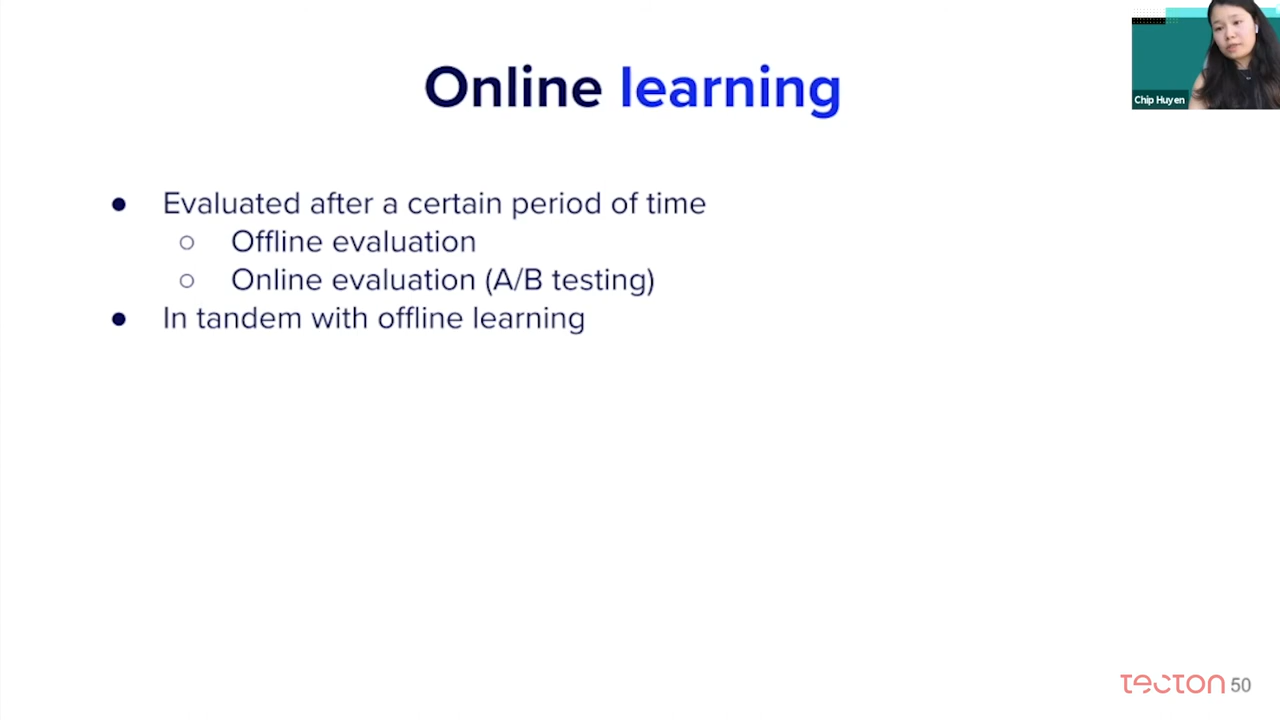 Online learning
Chip Huyen
● Evaluated after a certain period of time
○ Offline evaluation
○ Online evaluation (A/B testing)
● In tandem with offline learning
tecton 50